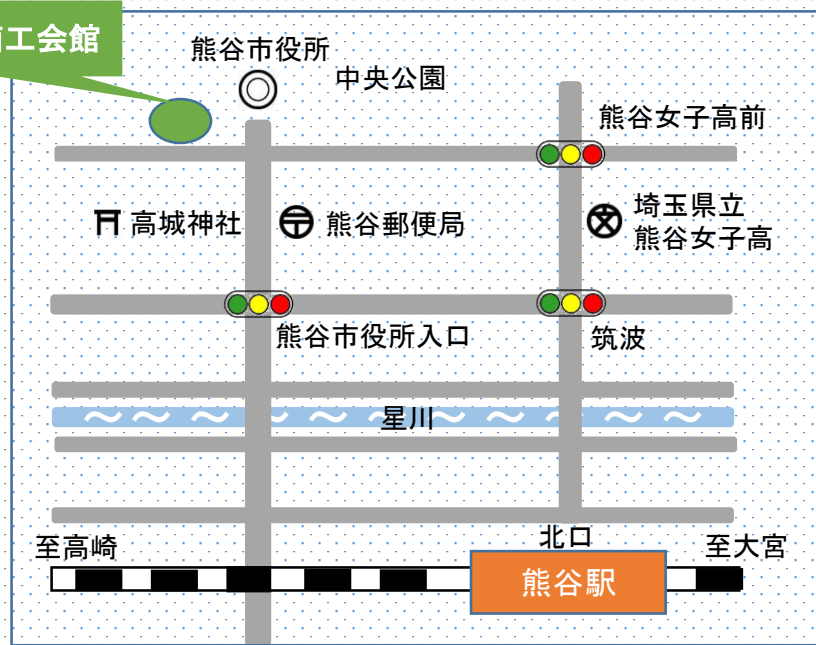 工会館
熊谷市役所
中央公園
熊谷女子高前
高城神社
熊谷郵便局
埼玉県立
熊谷女子高
熊谷市役所入口
筑波
星川
至高崎
北口
至大宮
熊谷駅